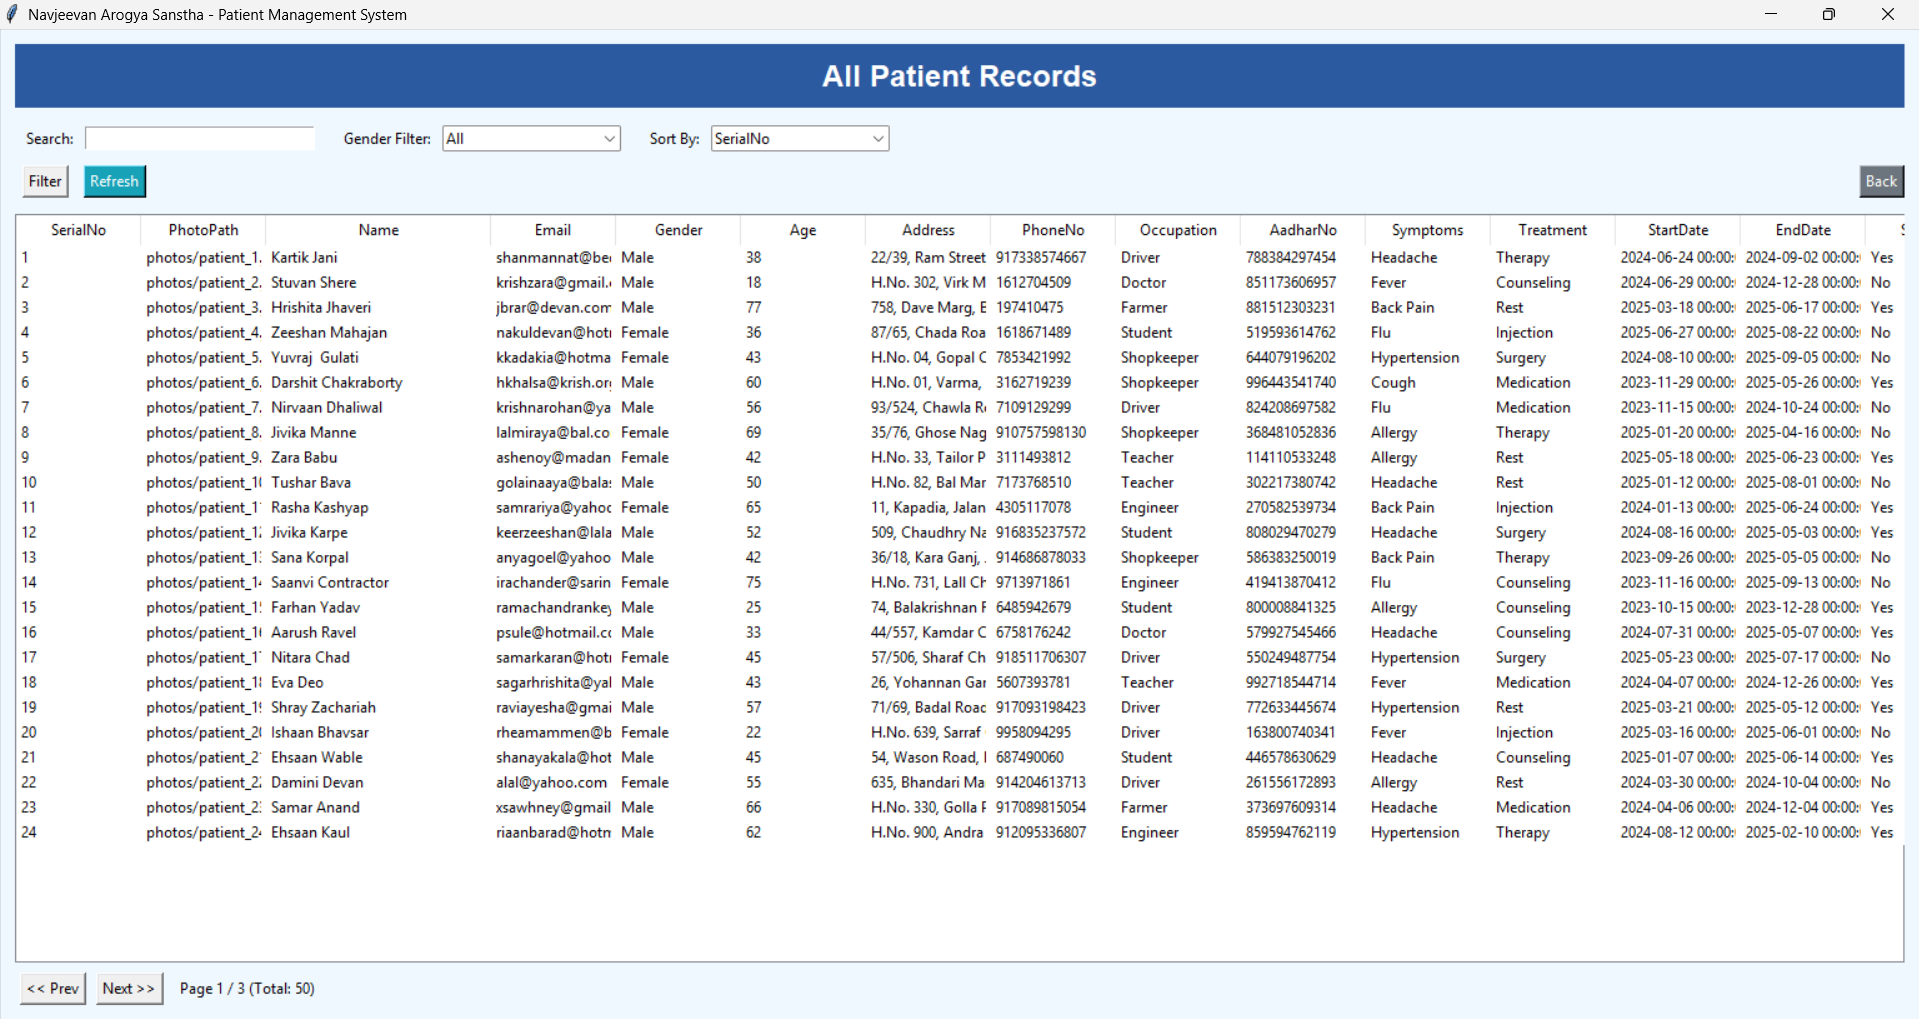 Navjeevan Arogya Sanstha - Patient Management System
All Patient Records
Search: Gender Filter: All Sort By: SerialNo
Filter Refresh Back
SerialNo PhotoPath Name Email Gender Age Address PhoneNo Occupation AadharNo Symptoms Treatment StartDate EndDate
1 photos/patient_1. Kartik Jani shanmannat@be Male 38 22/39, Ram Street 917338574667 Driver 788384297454 Headache Therapy 2024-06-24 00:00: 2024-09-02 00:00: Yes
2 photos/patient_2. Stuvan Shere krishzara@gmail. Male 18 H.No. 302, Virk M 1612704509 Doctor 851173606957 Fever Counseling 2024-06-29 00:00: 2024-12-28 00:00: No
3 photos/patient_3. Hrishita Jhaveri jbrar@devan.com Male 77 758, Dave Marg, E 197410475 Farmer 881512303231 Back Pain Rest 2025-03-18 00:00: 2025-06-17 00:00: Yes
4 photos/patient_4. Zeeshan Mahajan nakuldevan@hot Female 36 87/65, Chada Roa 1618671489 Student 519593614762 Flu Injection 2025-06-27 00:00: 2025-08-22 00:00: No
5 photos/patient_5. Yuvraj Gulati kkadakia@hotma Female 43 H.No. 04, Gopal C 7853421992 Shopkeeper 644079196202 Hypertension Surgery 2024-08-10 00:00: 2025-09-05 00:00: No
6 photos/patient_6. Darshit Chakraborty hkhalsa@krish.or Male 60 H.No. 01, Varma, 3162719239 Shopkeeper 996443541740 Cough Medication 2023-11-29 00:00: 2025-05-26 00:00: Yes
7 photos/patient_7. Nirvaan Dhaliwal krishnarohan@ya Male 56 93/524, Chawla R 7109129299 Driver 824208697582 Flu Medication 2023-11-15 00:00: 2024-10-24 00:00: No
8 photos/patient_8. Jivika Manne lalmiraya@bal.co Female 69 35/76, Ghose Nag 910757598130 Shopkeeper 368481052836 Allergy Therapy 2025-01-20 00:00: 2025-04-16 00:00: No
9 photos/patient_9. Zara Babu ashenoy@madan Female 42 H.No. 33, Tailor P 3111493812 Teacher 114110533248 Allergy Rest 2025-05-18 00:00: 2025-06-23 00:00: Yes
10 photos/patient_1 Tushar Bava golainaaya@bala Male 50 H.No. 82, Bal Mar 7173768510 Teacher 302217380742 Headache Rest 2025-01-12 00:00: 2025-08-01 00:00: No
11 photos/patient_1 Rasha Kashyap samrariya@yahoo Female 65 11, Kapadia, Jalan 4305117078 Engineer 270582539734 Back Pain Injection 2024-01-13 00:00: 2025-06-24 00:00: Yes
12 photos/patient_1 Jivika Karpe keerzeeshan@lala Male 52 509, Chaudhry Na 916835237572 Student 808029470279 Headache Surgery 2024-08-16 00:00: 2025-05-03 00:00: Yes
13 photos/patient_1 Sana Korpal anyagoel@yahoo Male 42 36/18, Kara Ganj, 914686878033 Shopkeeper 586383250019 Back Pain Therapy 2023-09-26 00:00: 2025-05-05 00:00: No
14 photos/patient_1 Saanvi Contractor irachander@sarin Female 75 H.No. 731, Lall Ch 9713971861 Engineer 419413870412 Flu Counseling 2023-11-16 00:00: 2025-09-13 00:00: No
15 photos/patient_1 Farhan Yadav ramachandrankey Male 25 74, Balakrishnan 6485942679 Student 800008841325 Allergy Counseling 2023-10-15 00:00: 2023-12-28 00:00: Yes
16 photos/patient_1 Aarush Ravel psule@hotmail.co Male 33 44/557, Kamdar C 6758176242 Doctor 579927545466 Headache Counseling 2024-07-31 00:00: 2025-05-07 00:00: Yes
17 photos/patient_1 Nitara Chad samarkaran@hot Female 45 57/506, Sharaf Ch 918511706307 Driver 550249487754 Hypertension Surgery 2025-05-23 00:00: 2025-07-17 00:00: No
18 photos/patient_1 Eva Deo sagarhrishita@ya Male 43 26, Yohannan Gar 5607393781 Teacher 992718544714 Fever Medication 2024-04-07 00:00: 2024-12-26 00:00: Yes
19 photos/patient_1 Shray Zachariah raviayesha@gmai Male 57 71/69, Badal Road 917093198423 Driver 772633445674 Hypertension Rest 2025-03-21 00:00: 2025-05-12 00:00: Yes
20 photos/patient_2 Ishaan Bhavsar rheamammen@b Female 22 H.No. 639, Sarraf 9958094295 Driver 163800740341 Fever Injection 2025-03-16 00:00: 2025-06-01 00:00: No
21 photos/patient_2 Ehsaan Wable shanayakala@hot Male 45 54, Wason Road, 687490060 Student 446578630629 Headache Counseling 2025-01-07 00:00: 2025-06-14 00:00: Yes
22 photos/patient_2 Damini Devan alal@yahoo.com Female 55 635, Bhandari Ma 914204613713 Driver 261556172893 Allergy Rest 2024-03-30 00:00: 2024-10-04 00:00: No
23 photos/patient_2 Samar Anand xsawhney@gmail Male 66 H.No. 330, Golla 917089815054 Farmer 373697609314 Headache Medication 2024-04-06 00:00: 2024-12-04 00:00: Yes
24 photos/patient_2 Ehsaan Kaul riaanbarad@hotm Male 62 H.No. 900, Andra 912095336807 Engineer 859594762119 Hypertension Therapy 2024-08-12 00:00: 2025-02-10 00:00: Yes
<< Prev Next >> Page 1 / 3 (Total: 50)